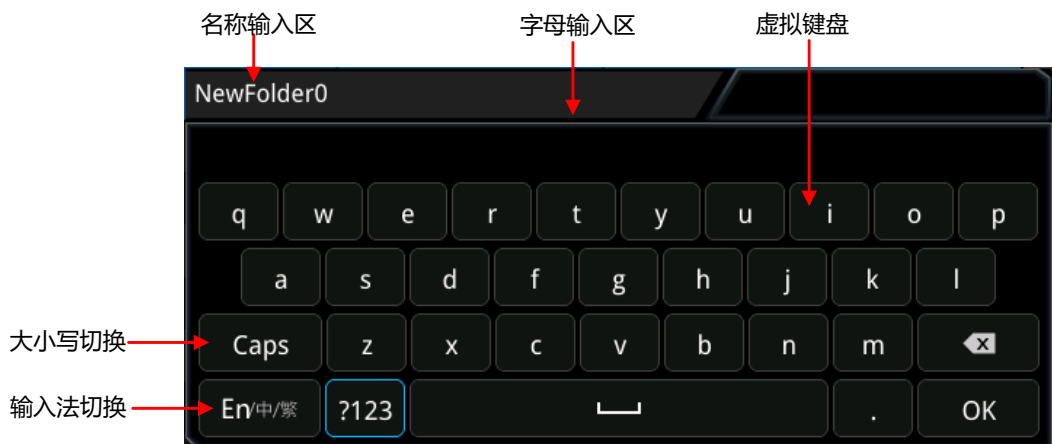 名称输入区 字母输入区 虚拟键盘
NewFolder0
q w e r t y u i o p
a s d f g h j k l
大小写切换 Caps z x c v b n m x
输入法切换 En/中/繁 ?123 . OK